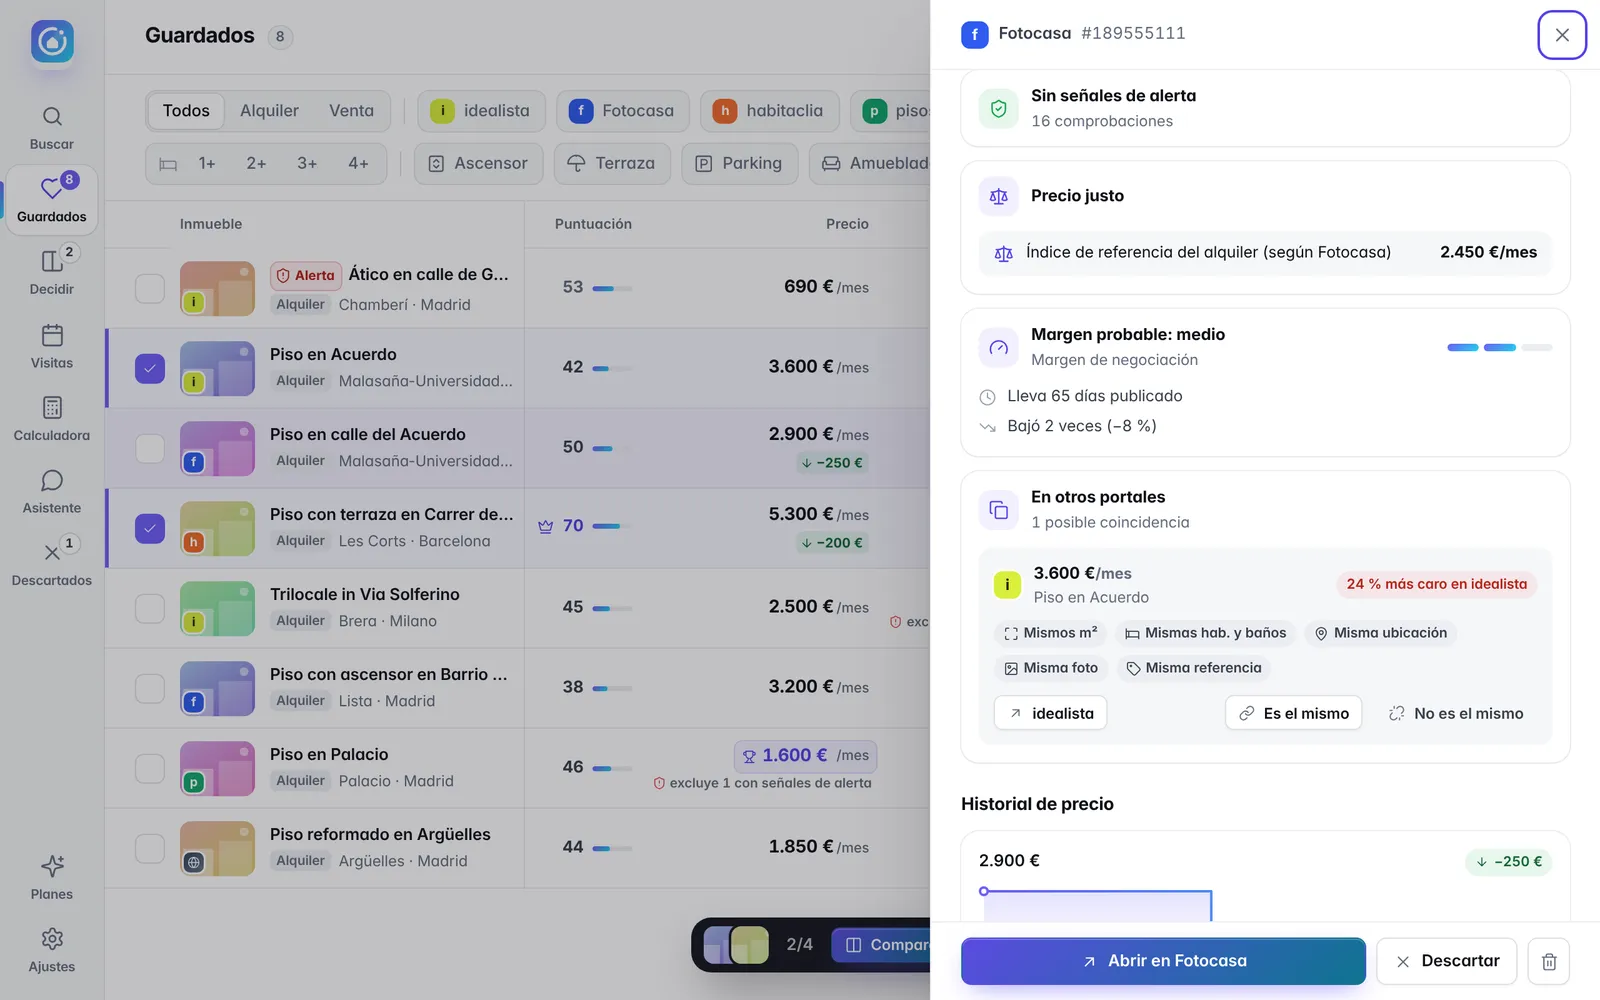 Guardados 8
Buscar
8
Guardados
2
Decidir
Visitas
Calculadora
Asistente
1
Descartados
Planes
Ajustes
Todos Alquiler Venta i idealista f Fotocasa h habitaclia p piso
1+ 2+ 3+ 4+ Ascensor Terraza P Parking Amueblad
Inmueble Puntuación Precio
Alerta Ático en calle de G... 53 690 € /mes
i Alquiler Chamberí · Madrid
Piso en Acuerdo 42 3.600 € /mes
i Alquiler Malasaña-Universidad...
Piso en calle del Acuerdo 50 2.900 € /mes
f Alquiler Malasaña-Universidad... −250 €
Piso con terraza en Carrer de... 70 5.300 € /mes
h Alquiler Les Corts · Barcelona −200 €
Trilocale in Via Solferino 45 2.500 € /mes
i Alquiler Brera · Milano exc
Piso con ascensor en Barrio ... 38 3.200 € /mes
f Alquiler Lista · Madrid
Piso en Palacio 46 1.600 € /mes
p Alquiler Palacio · Madrid excluye 1 con señales de alerta
Piso reformado en Argüelles 44 1.850 € /mes
Alquiler Argüelles · Madrid
2/4 Compar
f Fotocasa #189555111
Sin señales de alerta
16 comprobaciones
Precio justo
Índice de referencia del alquiler (según Fotocasa) 2.450 €/mes
Margen probable: medio
Margen de negociación
Lleva 65 días publicado
Bajó 2 veces (−8 %)
En otros portales
1 posible coincidencia
i 3.600 €/mes 24 % más caro en idealista
Piso en Acuerdo
Mismos m² Mismas hab. y baños Misma ubicación
Misma foto Misma referencia
idealista Es el mismo No es el mismo
Historial de precio
2.900 € −250 €
Abrir en Fotocasa Descartar